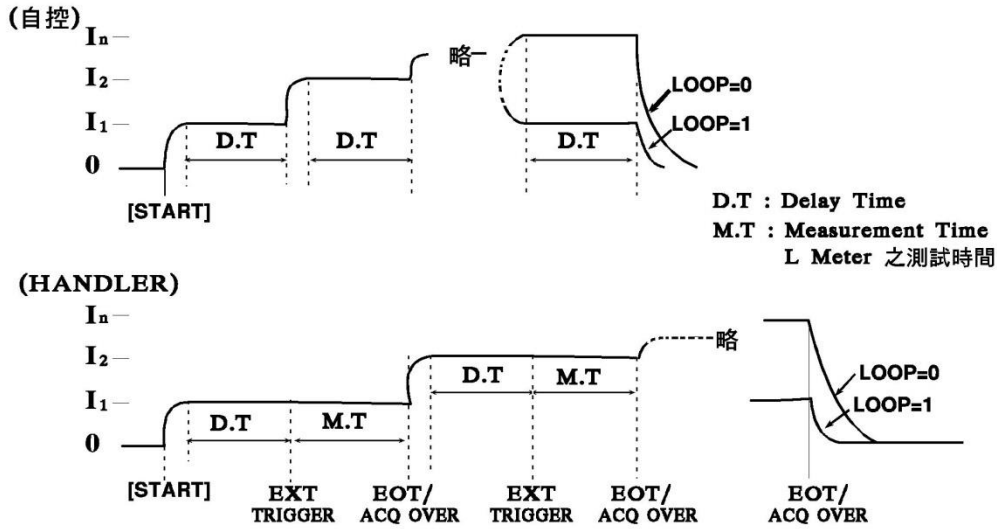 (自控)
In
I2
I1
0
略
LOOP=0
LOOP=1
D.T
D.T
D.T
[START]
D.T : Delay Time
M.T : Measurement Time
L Meter 之測試時間
(HANDLER)
In
I2
I1
0
略
D.T
M.T
D.T
M.T
LOOP=0
LOOP=1
[START]
EXT
TRIGGER
EOT/
ACQ OVER
EXT
TRIGGER
EOT/
ACQ OVER
EOT/
ACQ OVER